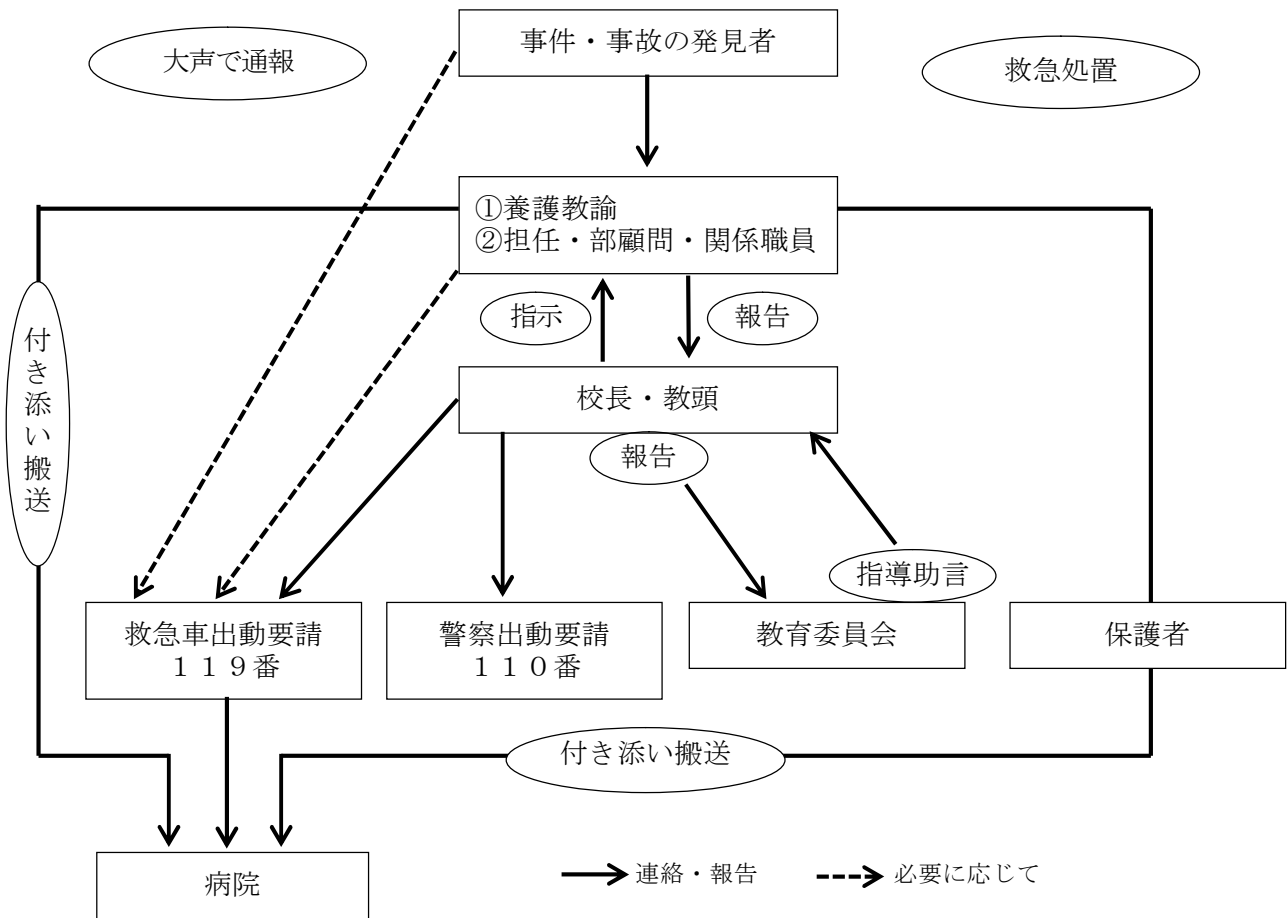 大声で通報
事件・事故の発見者
救急処置
①養護教諭
②担任・部顧問・関係職員
指示
報告
付き添い搬送
校長・教頭
報告
指導助言
救急車出動要請
１１９番
警察出動要請
１１０番
教育委員会
保護者
付き添い搬送
病院
連絡・報告
必要に応じて